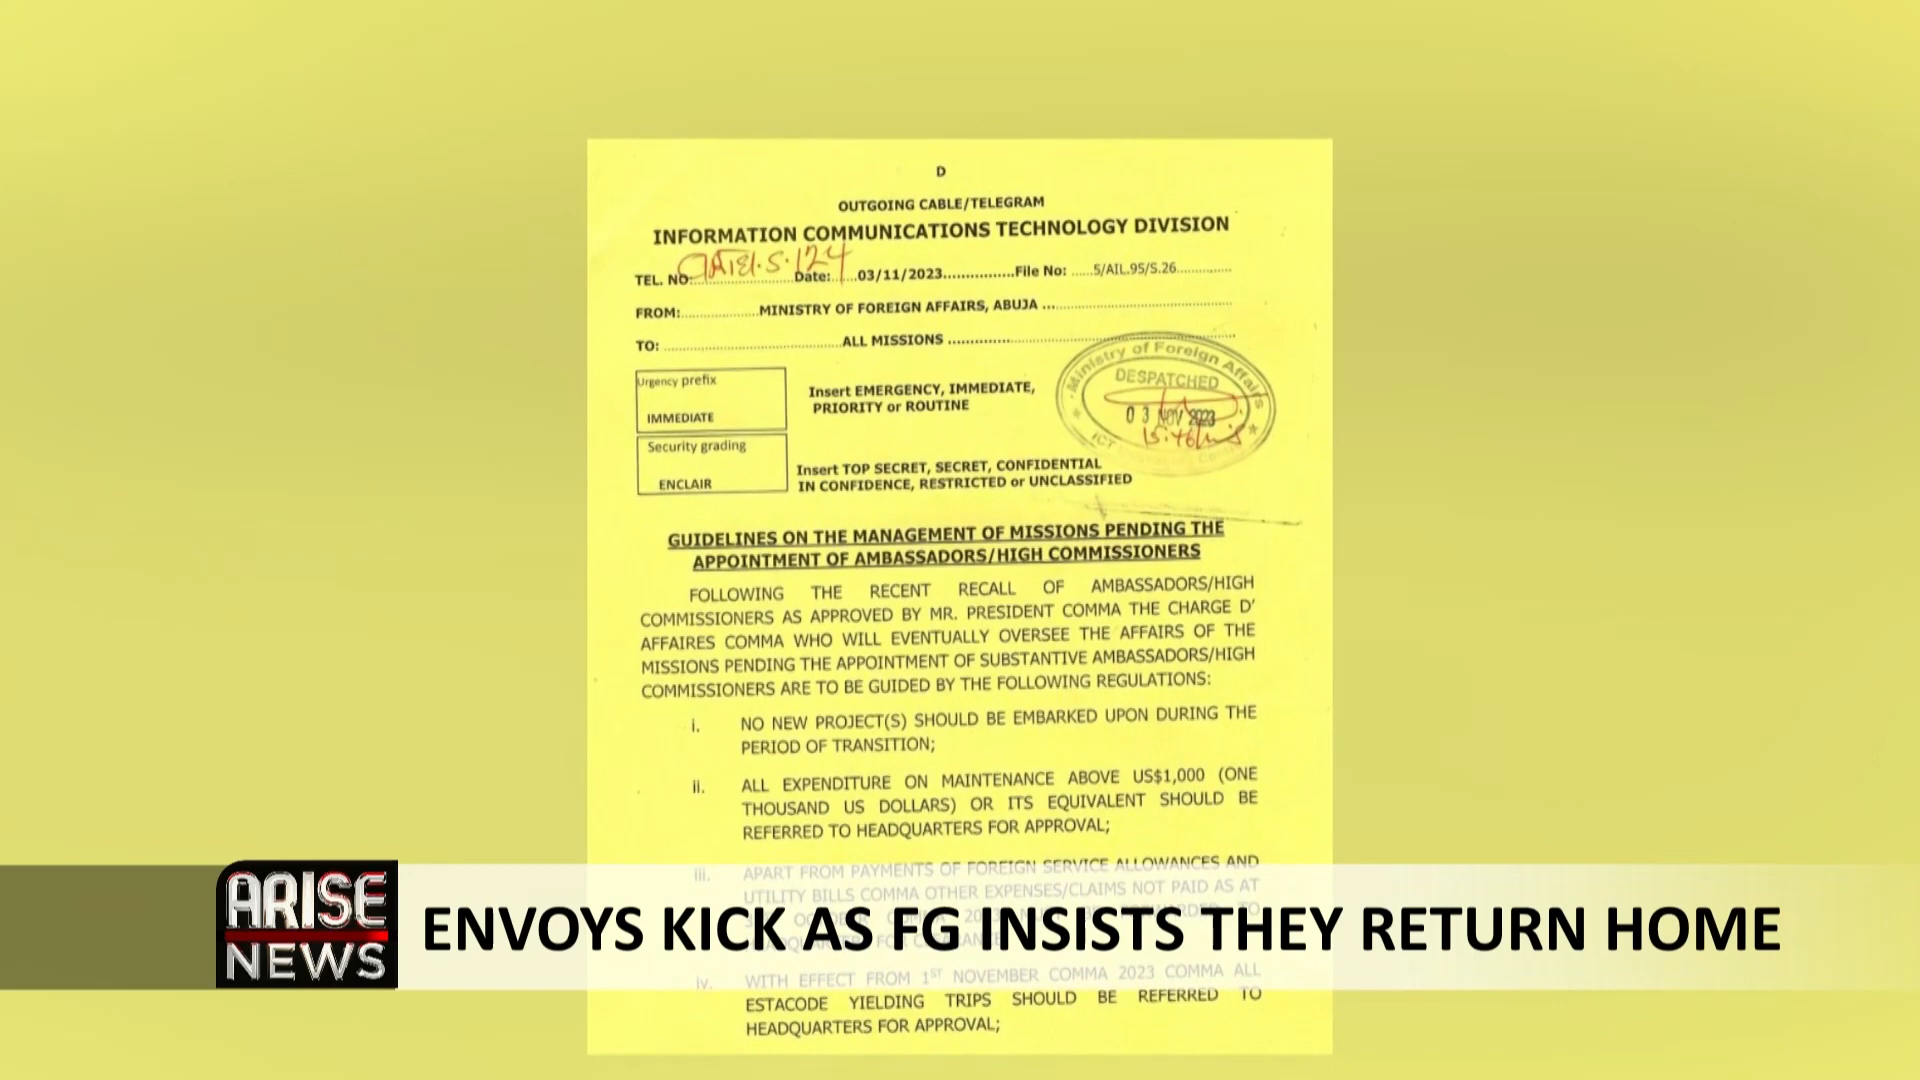 D
OUTGOING CABLE/TELEGRAM
INFORMATION COMMUNICATIONS TECHNOLOGY DIVISION
TEL. NO:.......................Date:......03/11/2023...............File No: .....5/AIL.95/S.26.............
FROM:...................MINISTRY OF FOREIGN AFFAIRS, ABUJA ...
TO: ...........................................ALL MISSIONS ...............
Ministry of Foreign Affairs
DESPATCHED
03 NOV 2023
ICT
Urgency prefix
IMMEDIATE
Insert EMERGENCY, IMMEDIATE,
PRIORITY or ROUTINE
Security grading
ENCLAIR
Insert TOP SECRET, SECRET, CONFIDENTIAL
IN CONFIDENCE, RESTRICTED or UNCLASSIFIED
GUIDELINES ON THE MANAGEMENT OF MISSIONS PENDING THE
APPOINTMENT OF AMBASSADORS/HIGH COMMISSIONERS
FOLLOWING THE RECENT RECALL OF AMBASSADORS/HIGH
COMMISSIONERS AS APPROVED BY MR. PRESIDENT COMMA THE CHARGE D'
AFFAIRES COMMA WHO WILL EVENTUALLY OVERSEE THE AFFAIRS OF THE
MISSIONS PENDING THE APPOINTMENT OF SUBSTANTIVE AMBASSADORS/HIGH
COMMISSIONERS ARE TO BE GUIDED BY THE FOLLOWING REGULATIONS:
i. NO NEW PROJECT(S) SHOULD BE EMBARKED UPON DURING THE
PERIOD OF TRANSITION;
ii. ALL EXPENDITURE ON MAINTENANCE ABOVE US$1,000 (ONE
THOUSAND US DOLLARS) OR ITS EQUIVALENT SHOULD BE
REFERRED TO HEADQUARTERS FOR APPROVAL;
iii. APART FROM PAYMENTS OF FOREIGN SERVICE ALLOWANCES AND
UTILITY BILLS COMMA OTHER EXPENSES/CLAIMS NOT PAID AS AT
ARISE
NEWS
ENVOYS KICK AS FG INSISTS THEY RETURN HOME
iv. WITH EFFECT FROM 1ST NOVEMBER COMMA 2023 COMMA ALL
ESTACODE YIELDING TRIPS SHOULD BE REFERRED TO
HEADQUARTERS FOR APPROVAL;